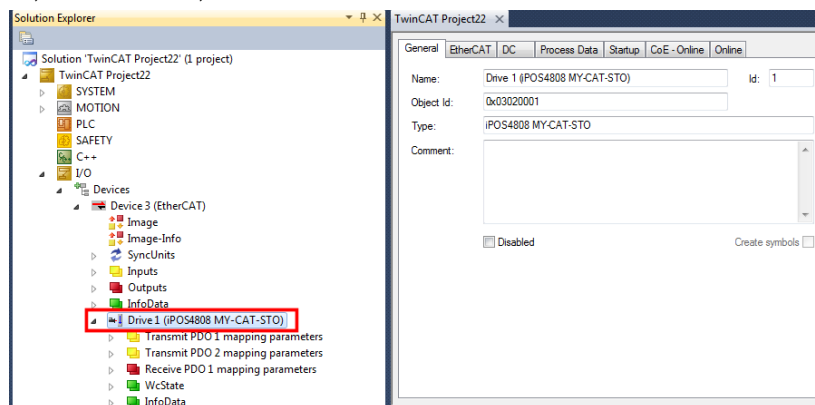 Solution Explorer
Solution 'TwinCAT Project22' (1 project)
TwinCAT Project22
SYSTEM
MOTION
PLC
SAFETY
C++
I/O
Devices
Device 3 (EtherCAT)
Image
Image-Info
SyncUnits
Inputs
Outputs
InfoData
Drive 1 (iPOS4808 MY-CAT-STO)
Transmit PDO 1 mapping parameters
Transmit PDO 2 mapping parameters
Receive PDO 1 mapping parameters
WcState
InfoData
TwinCAT Project22
General EtherCAT DC Process Data Startup CoE - Online Online
Name: Drive 1 (iPOS4808 MY-CAT-STO) Id: 1
Object Id: 0x03020001
Type: iPOS4808 MY-CAT-STO
Comment:
Disabled Create symbols